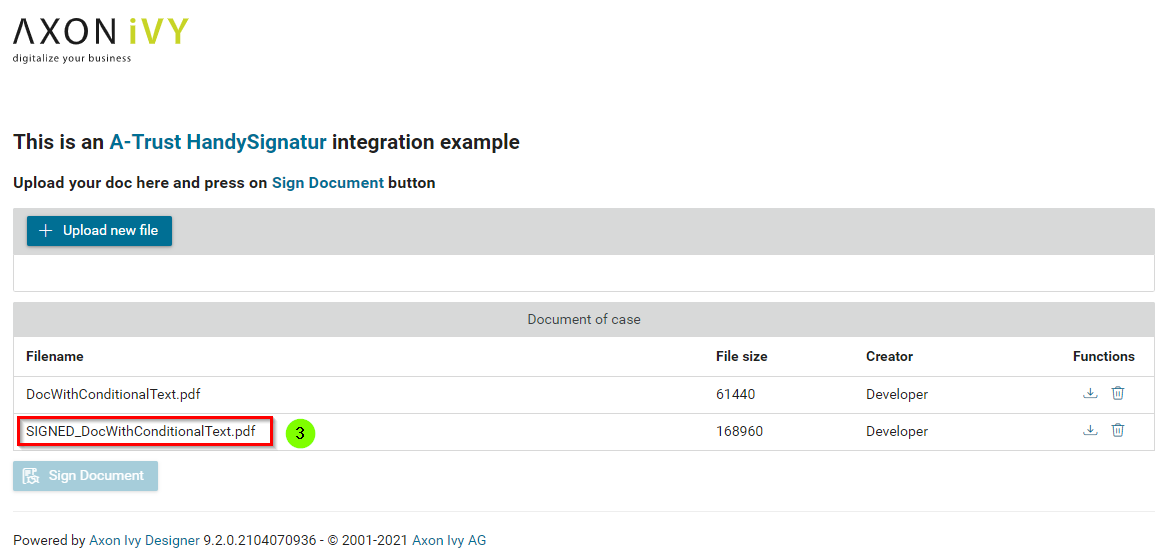 AXON iVY
digitalize your business
This is an A-Trust HandySignatur integration example
Upload your doc here and press on Sign Document button
Upload new file
Document of case
Filename File size Creator Functions
DocWithConditionalText.pdf 61440 Developer
SIGNED_DocWithConditionalText.pdf 3 168960 Developer
Sign Document
Powered by Axon Ivy Designer 9.2.0.2104070936 - © 2001-2021 Axon Ivy AG